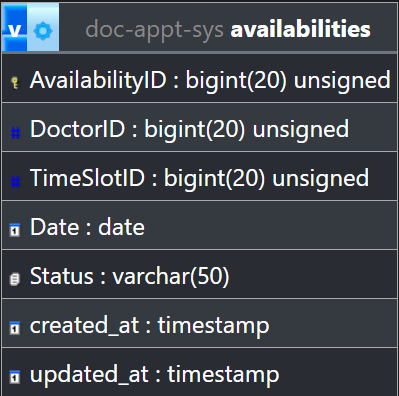 v doc-appt-sys availabilities
AvailabilityID : bigint(20) unsigned
# DoctorID : bigint(20) unsigned
# TimeSlotID : bigint(20) unsigned
Date : date
Status : varchar(50)
created_at : timestamp
updated_at : timestamp